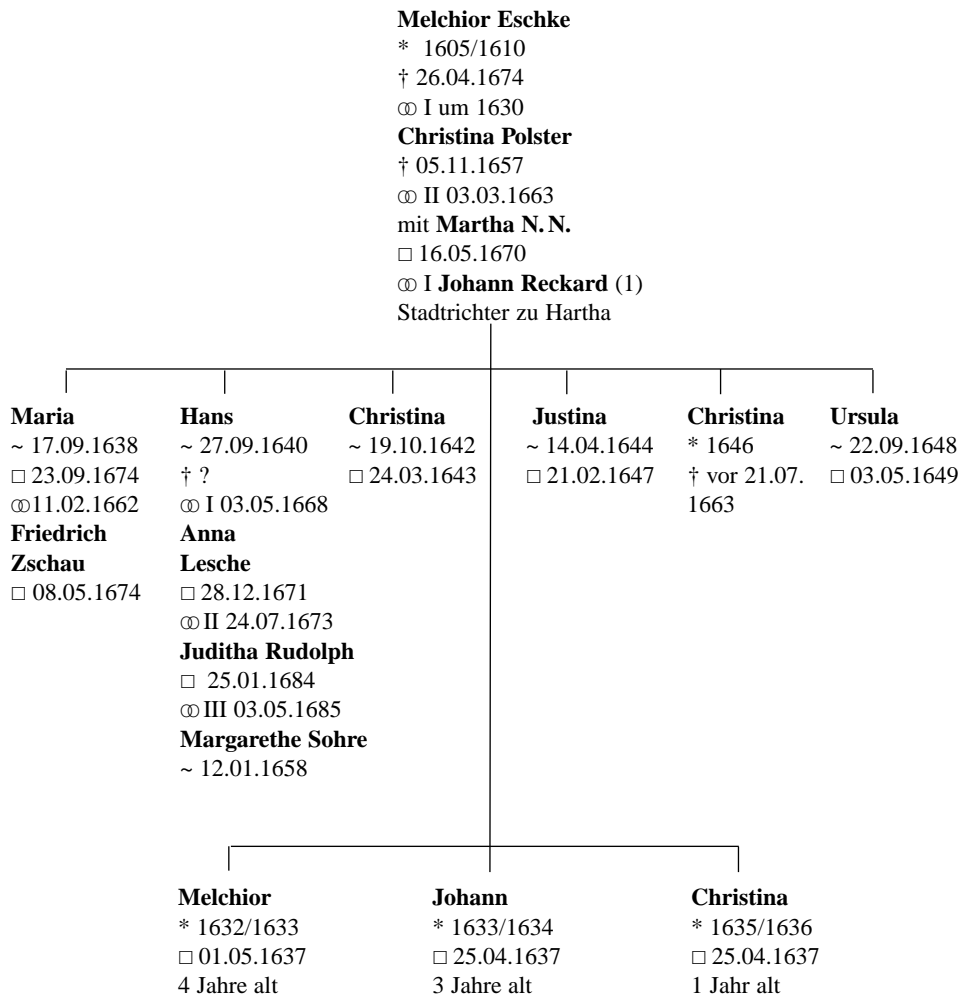 Melchior Eschke
* 1605/1610
† 26.04.1674
⚭ I um 1630
Christina Polster
† 05.11.1657
⚭ II 03.03.1663
mit Martha N. N.
□ 16.05.1670
⚭ I Johann Reckard (1)
Stadtrichter zu Hartha
Maria
~ 17.09.1638
□ 23.09.1674
⚭11.02.1662
Friedrich
Zschau
□ 08.05.1674
Hans
~ 27.09.1640
† ?
⚭ I 03.05.1668
Anna
Lesche
□ 28.12.1671
⚭ II 24.07.1673
Juditha Rudolph
□ 25.01.1684
⚭ III 03.05.1685
Margarethe Sohre
~ 12.01.1658
Christina
~ 19.10.1642
□ 24.03.1643
Justina
~ 14.04.1644
□ 21.02.1647
Christina
* 1646
† vor 21.07.
1663
Ursula
~ 22.09.1648
□ 03.05.1649
Melchior
* 1632/1633
□ 01.05.1637
4 Jahre alt
Johann
* 1633/1634
□ 25.04.1637
3 Jahre alt
Christina
* 1635/1636
□ 25.04.1637
1 Jahr alt